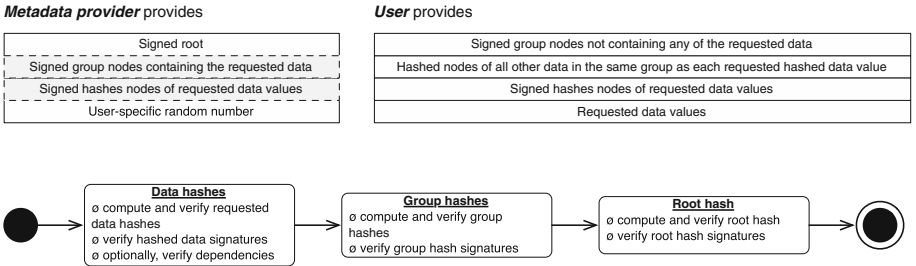 Metadata provider provides
Signed root
Signed group nodes containing the requested data
Signed hashes nodes of requested data values
User-specific random number
User provides
Signed group nodes not containing any of the requested data
Hashed nodes of all other data in the same group as each requested hashed data value
Signed hashes nodes of requested data values
Requested data values
Data hashes
ø compute and verify requested
data hashes
ø verify hashed data signatures
ø optionally, verify dependencies
Group hashes
ø compute and verify group
hashes
ø verify group hash signatures
Root hash
ø compute and verify root hash
ø verify root hash signatures